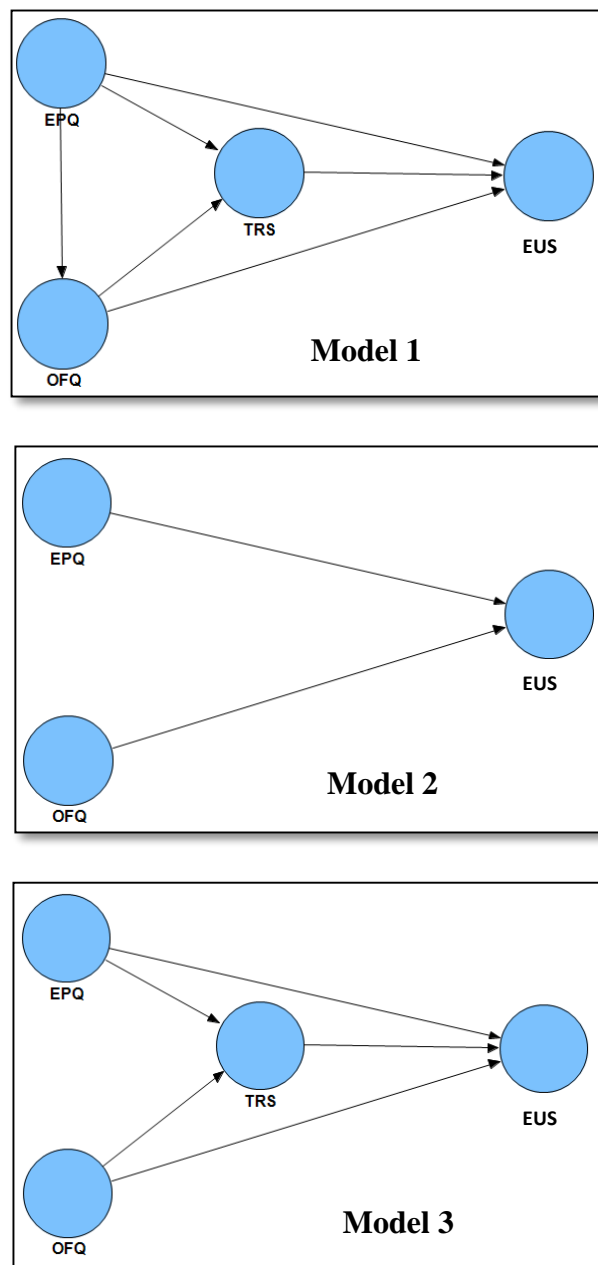 EPQ
TRS
EUS
OFQ
Model 1
EPQ
EUS
OFQ
Model 2
EPQ
TRS
EUS
OFQ
Model 3